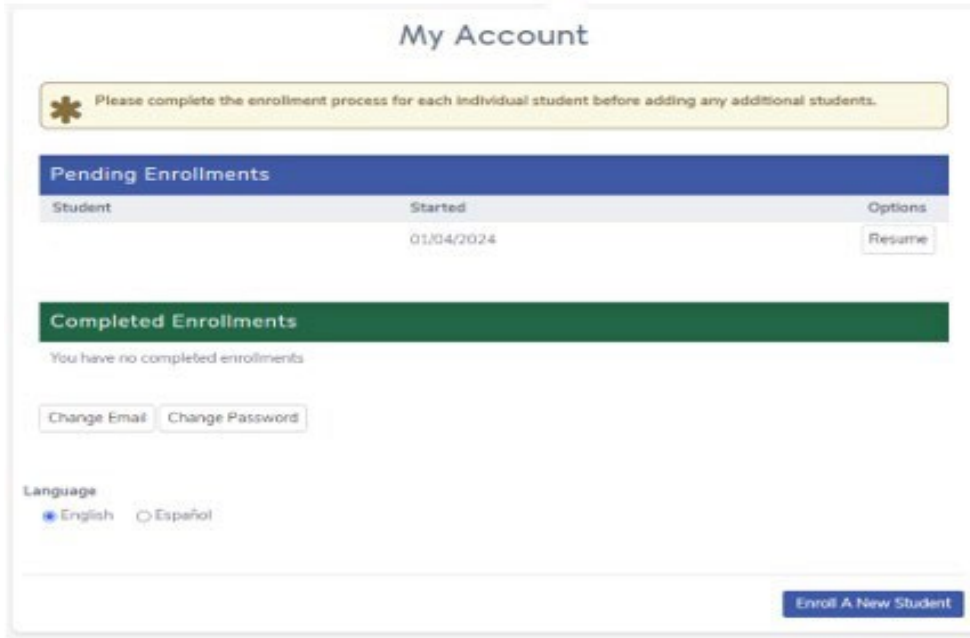 My Account
Please complete the enrollment process for each individual student before adding any additional students.
Pending Enrollments
Student Started Options
01/04/2024 Resume
Completed Enrollments
You have no completed enrollments
Change Email Change Password
Language
English Español
Enroll A New Student